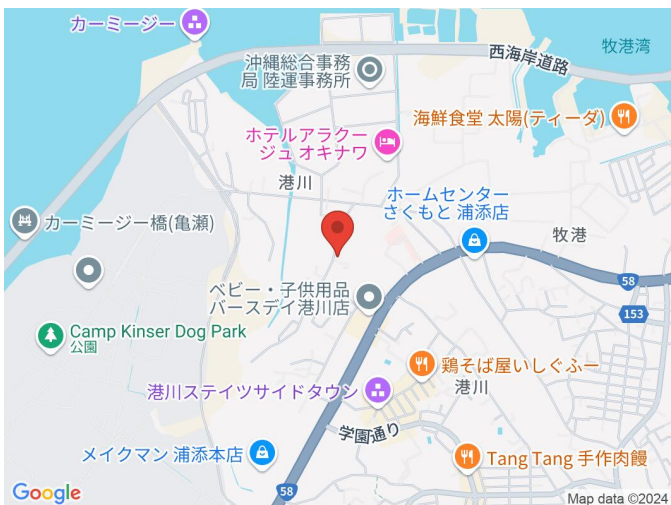 カーミージー
沖縄総合事務
局 陸運事務所
西海岸道路
牧港湾
海鮮食堂 太陽(ティーダ)
ホテルアラクー
ジュ オキナワ
港川
ホームセンター
さくもと 浦添店
カーミージー橋(亀瀬)
牧港
58
153
ベビー・子供用品
バースデイ港川店
Camp Kinser Dog Park
公園
鶏そば屋いしぐふー
港川
港川ステイツサイドタウン
学園通り
メイクマン 浦添本店
Tang Tang 手作肉饅
58
Google
Map data ©2024